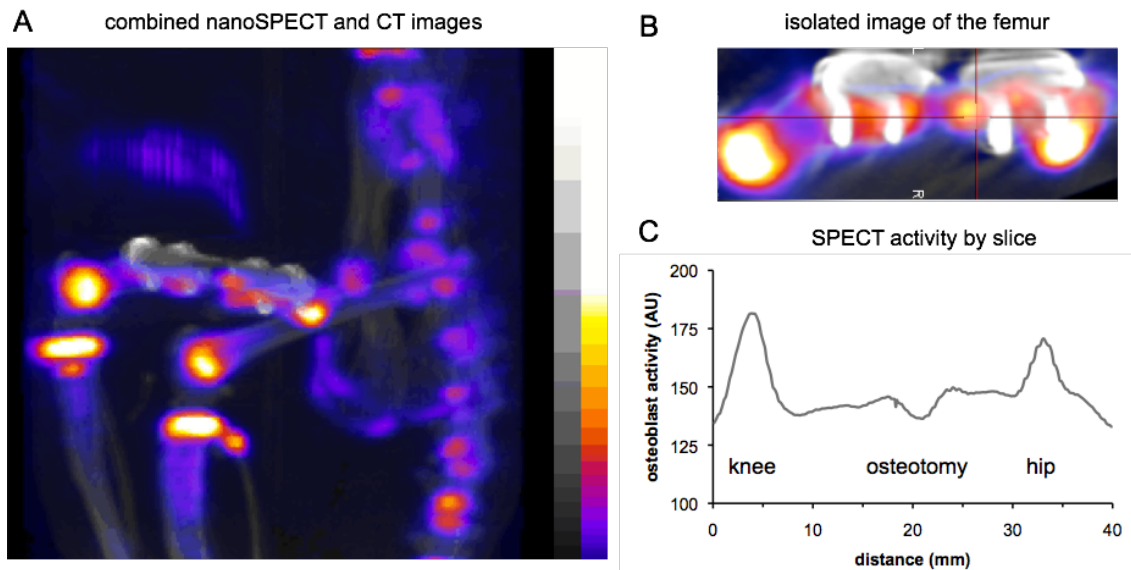 A
combined nanoSPECT and CT images
B
isolated image of the femur
L
R
C
SPECT activity by slice
osteoblast activity (AU)
200
175
150
125
100
knee
osteotomy
hip
0
10
20
30
40
distance (mm)